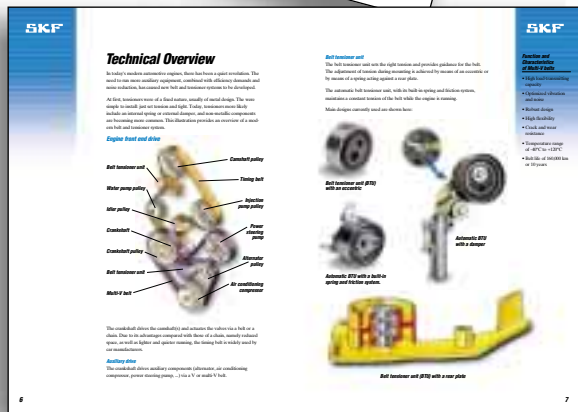 SKF
Technical Overview
In today's modern automotive engines, there has been a quiet revolution. The
need to run more auxiliary equipment, combined with efficiency demands and
noise reduction, has caused new belt and tensioner systems to be developed.
At first, tensioners were of a fixed nature, usually of metal design. The were
simple to install just set tension and tight. Today, tensioners more likely
include an internal spring or external damper, and non-metallic components
are becoming more common. This illustration provides an overview of a mod-
ern belt and tensioner system.
Engine front end drive
Camshaft pulley
Belt tensioner unit
Timing belt
Water pump pulley
Injection
pump pulley
Idler pulley
Power
steering
pump
Crankshaft
Crankshaft pulley
Alternator
pulley
Belt tensioner unit
Air conditioning
compressor
Multi-V belt
The crankshaft drives the camshaft(s) and actuates the valves via a belt or a
chain. Due to its advantages compared with those of a chain, namely reduced
space, as well as lighter and quieter running, the timing belt is widely used by
car manufacturers.
Auxiliary drive
The crankshaft drives auxiliary components (alternator, air conditioning
compressor, power steering pump, ...) via a V or multi-V belt.
6
Belt tensioner unit
The belt tensioner unit sets the right tension and provides guidance for the belt.
The adjustment of tension during mounting is achieved by means of an eccentric or
by means of a spring acting against a rear plate.
The automatic belt tensioner unit, with its built-in spring and friction system,
maintains a constant tension of the belt while the engine is running.
Main designs currently used are shown here:
Belt tensioner unit (BTU)
with an eccentric
Automatic BTU
with a damper
Automatic BTU with a built-in
spring and friction system.
Belt tensioner unit (BTU) with a rear plate
SKF
Function and
Characteristics
of Multi-V belts
• High load transmitting
capacity
• Optimised vibration
and noise
• Robust design
• High flexibility
• Crack and wear
resistance
• Temperature range
of -40°C to +120°C
• Belt life of 160,000 km
or 10 years
7